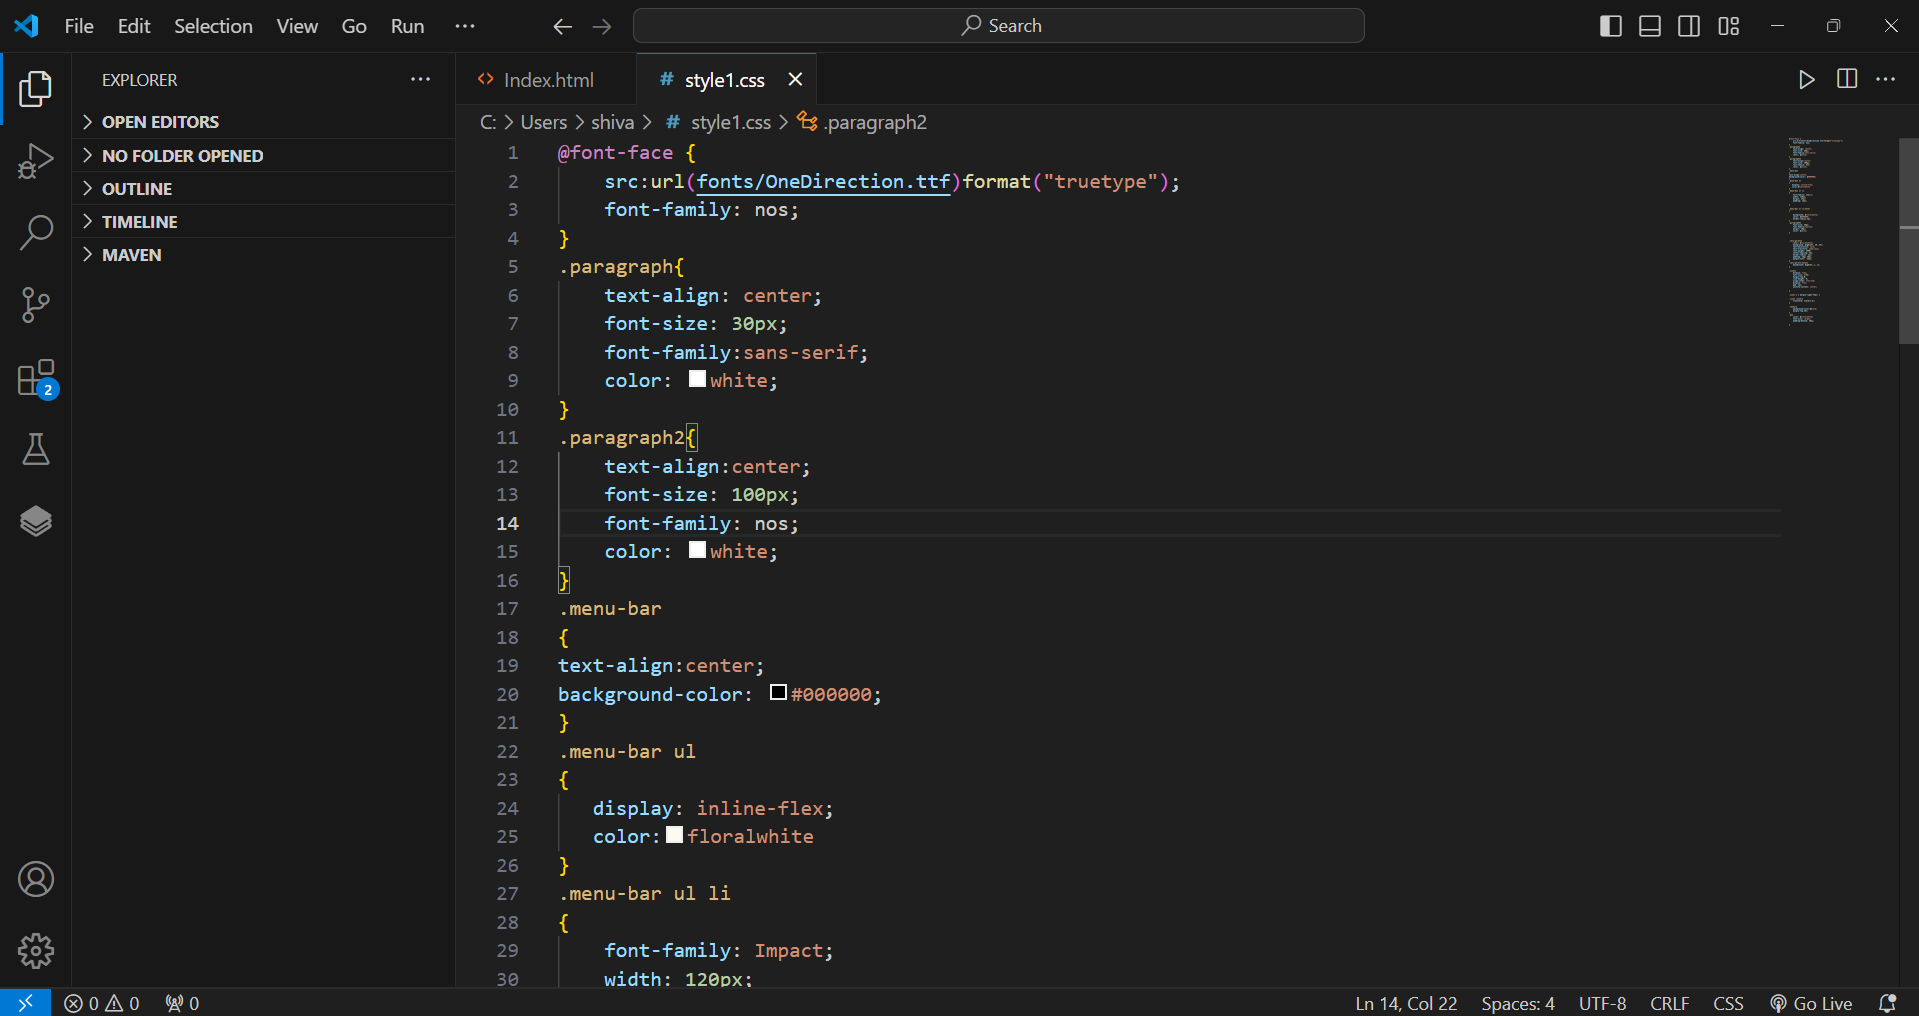 File Edit Selection View Go Run ···
Search
EXPLORER
OPEN EDITORS
NO FOLDER OPENED
OUTLINE
TIMELINE
MAVEN
2
<> Index.html
# style1.css
C: > Users > shiva > # style1.css > .paragraph2
1 @font-face {
2 src:url(fonts/OneDirection.ttf)format("truetype");
3 font-family: nos;
4 }
5 .paragraph{
6 text-align: center;
7 font-size: 30px;
8 font-family:sans-serif;
9 color: white;
10 }
11 .paragraph2{
12 text-align:center;
13 font-size: 100px;
14 font-family: nos;
15 color: white;
16 }
17 .menu-bar
18 {
19 text-align:center;
20 background-color: #000000;
21 }
22 .menu-bar ul
23 {
24 display: inline-flex;
25 color: floralwhite
26 }
27 .menu-bar ul li
28 {
29 font-family: Impact;
30 width: 120px;
0 0 0
Ln 14, Col 22 Spaces: 4 UTF-8 CRLF CSS Go Live